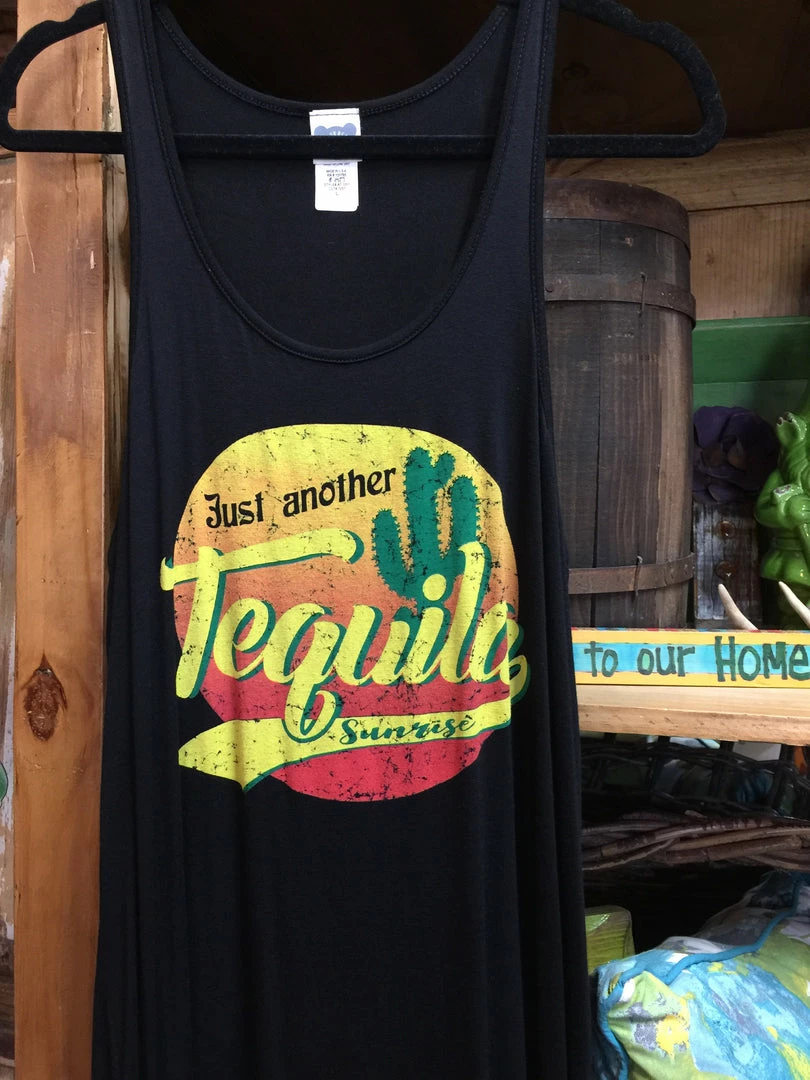 Just another
Tequila
Sunrise
to our HOME